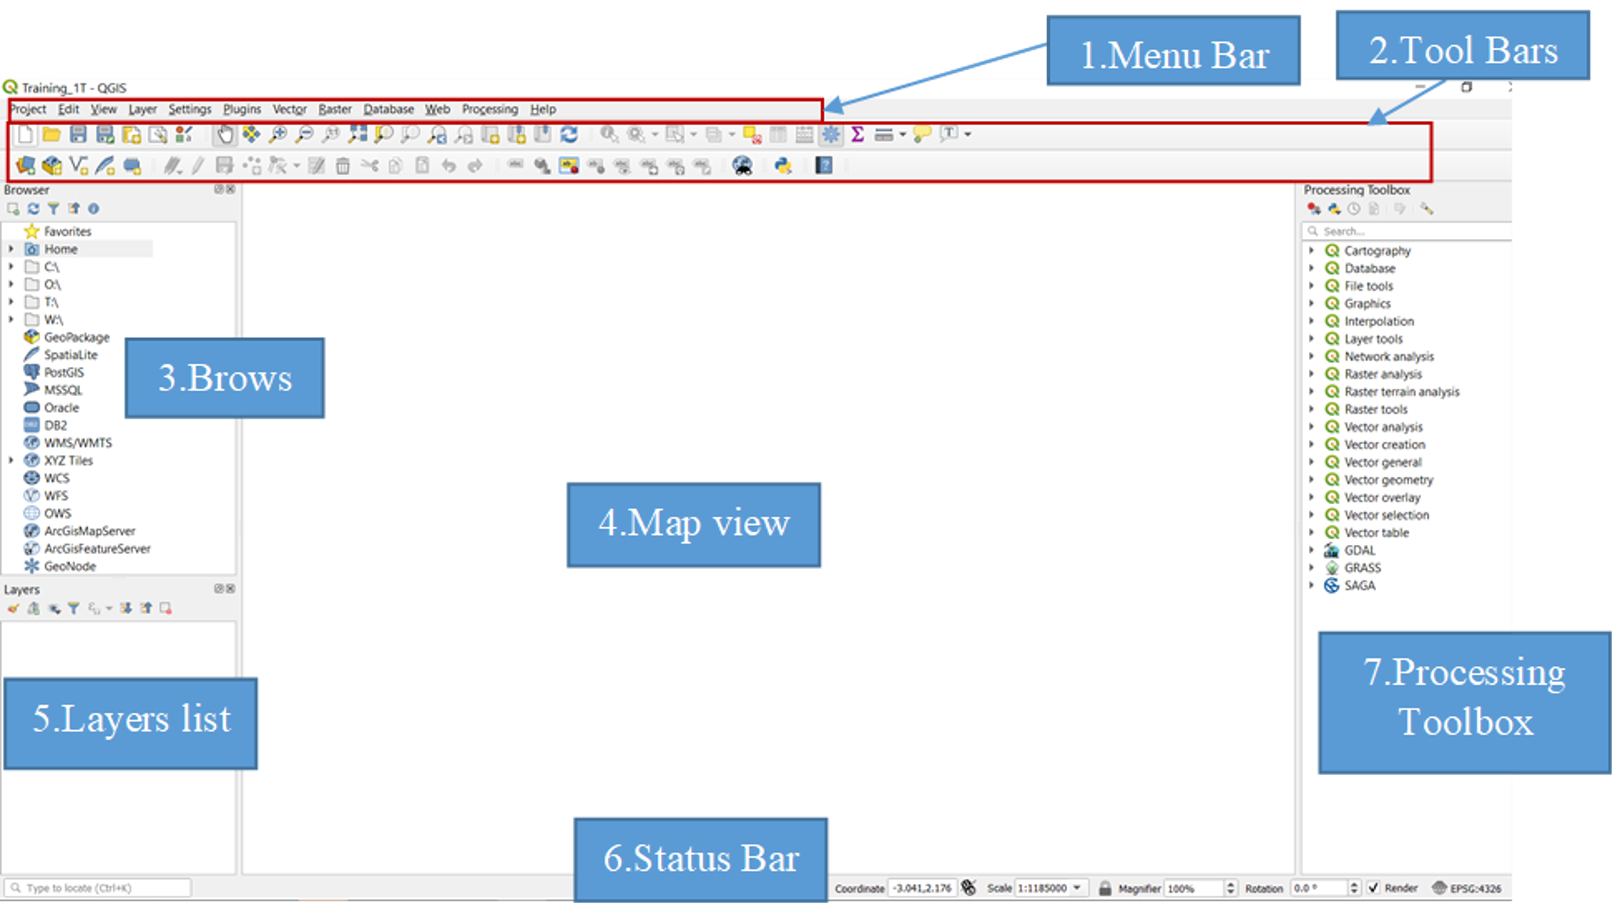 1.Menu Bar
2.Tool Bars
Training_1T - QGIS
Project Edit View Layer Settings Plugins Vector Raster Database Web Processing Help
Browser
Favorites
Home
C:\
O:\
T:\
W:\
GeoPackage
SpatiaLite
PostGIS
MSSQL
Oracle
DB2
WMS/WMTS
XYZ Tiles
WCS
WFS
OWS
ArcGisMapServer
ArcGisFeatureServer
GeoNode
3.Brows
4.Map view
Layers
5.Layers list
Processing Toolbox
Search...
Cartography
Database
File tools
Graphics
Interpolation
Layer tools
Network analysis
Raster analysis
Raster terrain analysis
Raster tools
Vector analysis
Vector creation
Vector general
Vector geometry
Vector overlay
Vector selection
Vector table
GDAL
GRASS
SAGA
7.Processing
Toolbox
6.Status Bar
Type to locate (Ctrl+K)
Coordinate -3.041,2.176 Scale 1:1185000 Magnifier 100% Rotation 0.0 ° Render EPSG:4326